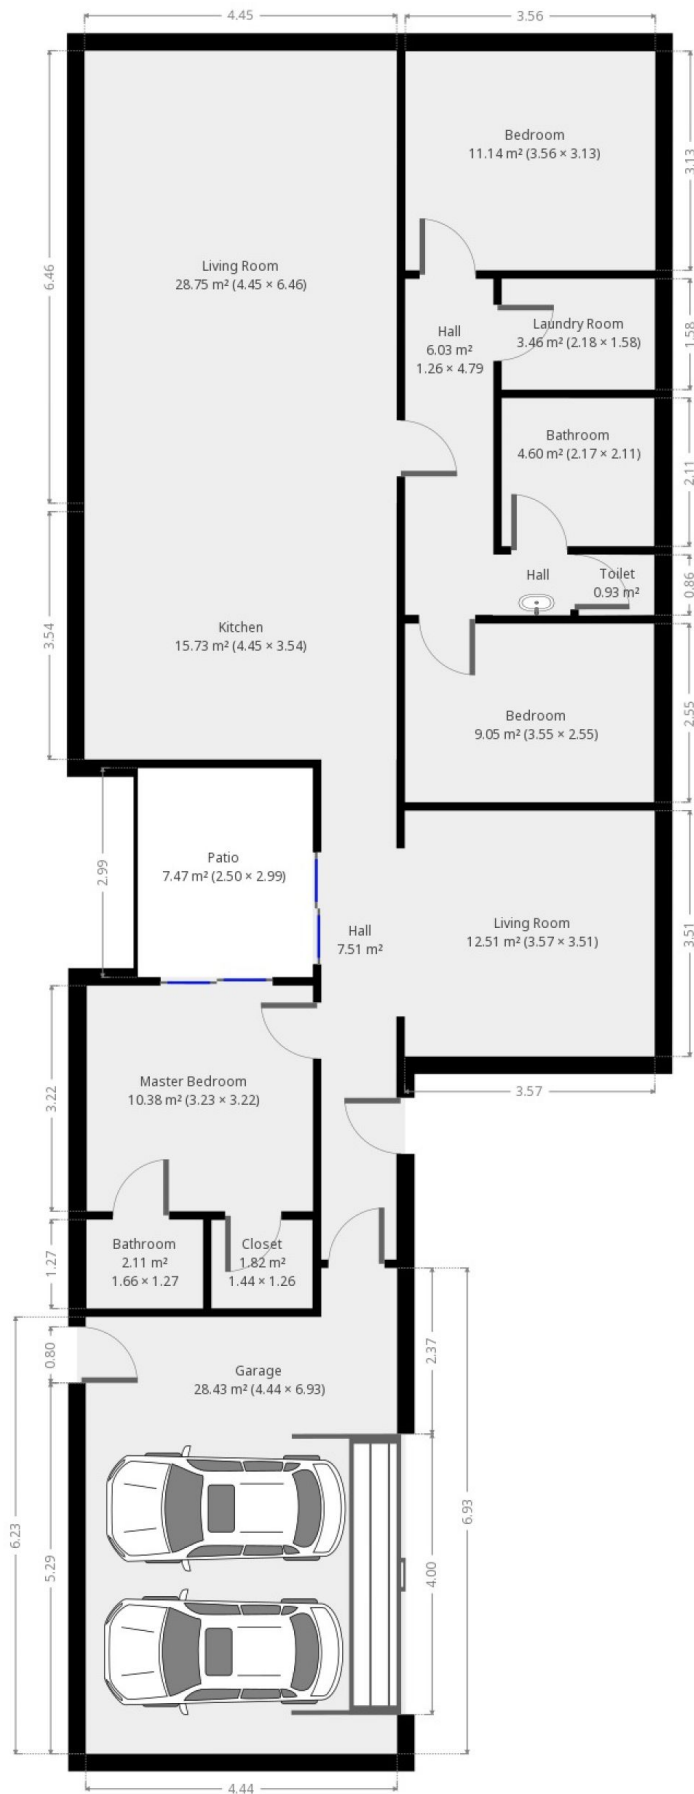 4.45
3.56
Bedroom
11.14 m² (3.56 × 3.13)
3.13
Living Room
28.75 m² (4.45 × 6.46)
6.46
Hall
6.03 m²
1.26 × 4.79
Laundry Room
3.46 m² (2.18 × 1.58)
1.58
Bathroom
4.60 m² (2.17 × 2.11)
2.11
Hall
Toilet
0.93 m²
0.86
Kitchen
15.73 m² (4.45 × 3.54)
3.54
Bedroom
9.05 m² (3.55 × 2.55)
2.55
Patio
7.47 m² (2.50 × 2.99)
2.99
Hall
7.51 m²
Living Room
12.51 m² (3.57 × 3.51)
3.51
3.57
Master Bedroom
10.38 m² (3.23 × 3.22)
3.22
Bathroom
2.11 m²
1.66 × 1.27
Closet
1.82 m²
1.44 × 1.26
1.27
0.80
2.37
Garage
28.43 m² (4.44 × 6.93)
6.93
6.23
5.29
4.00
4.44